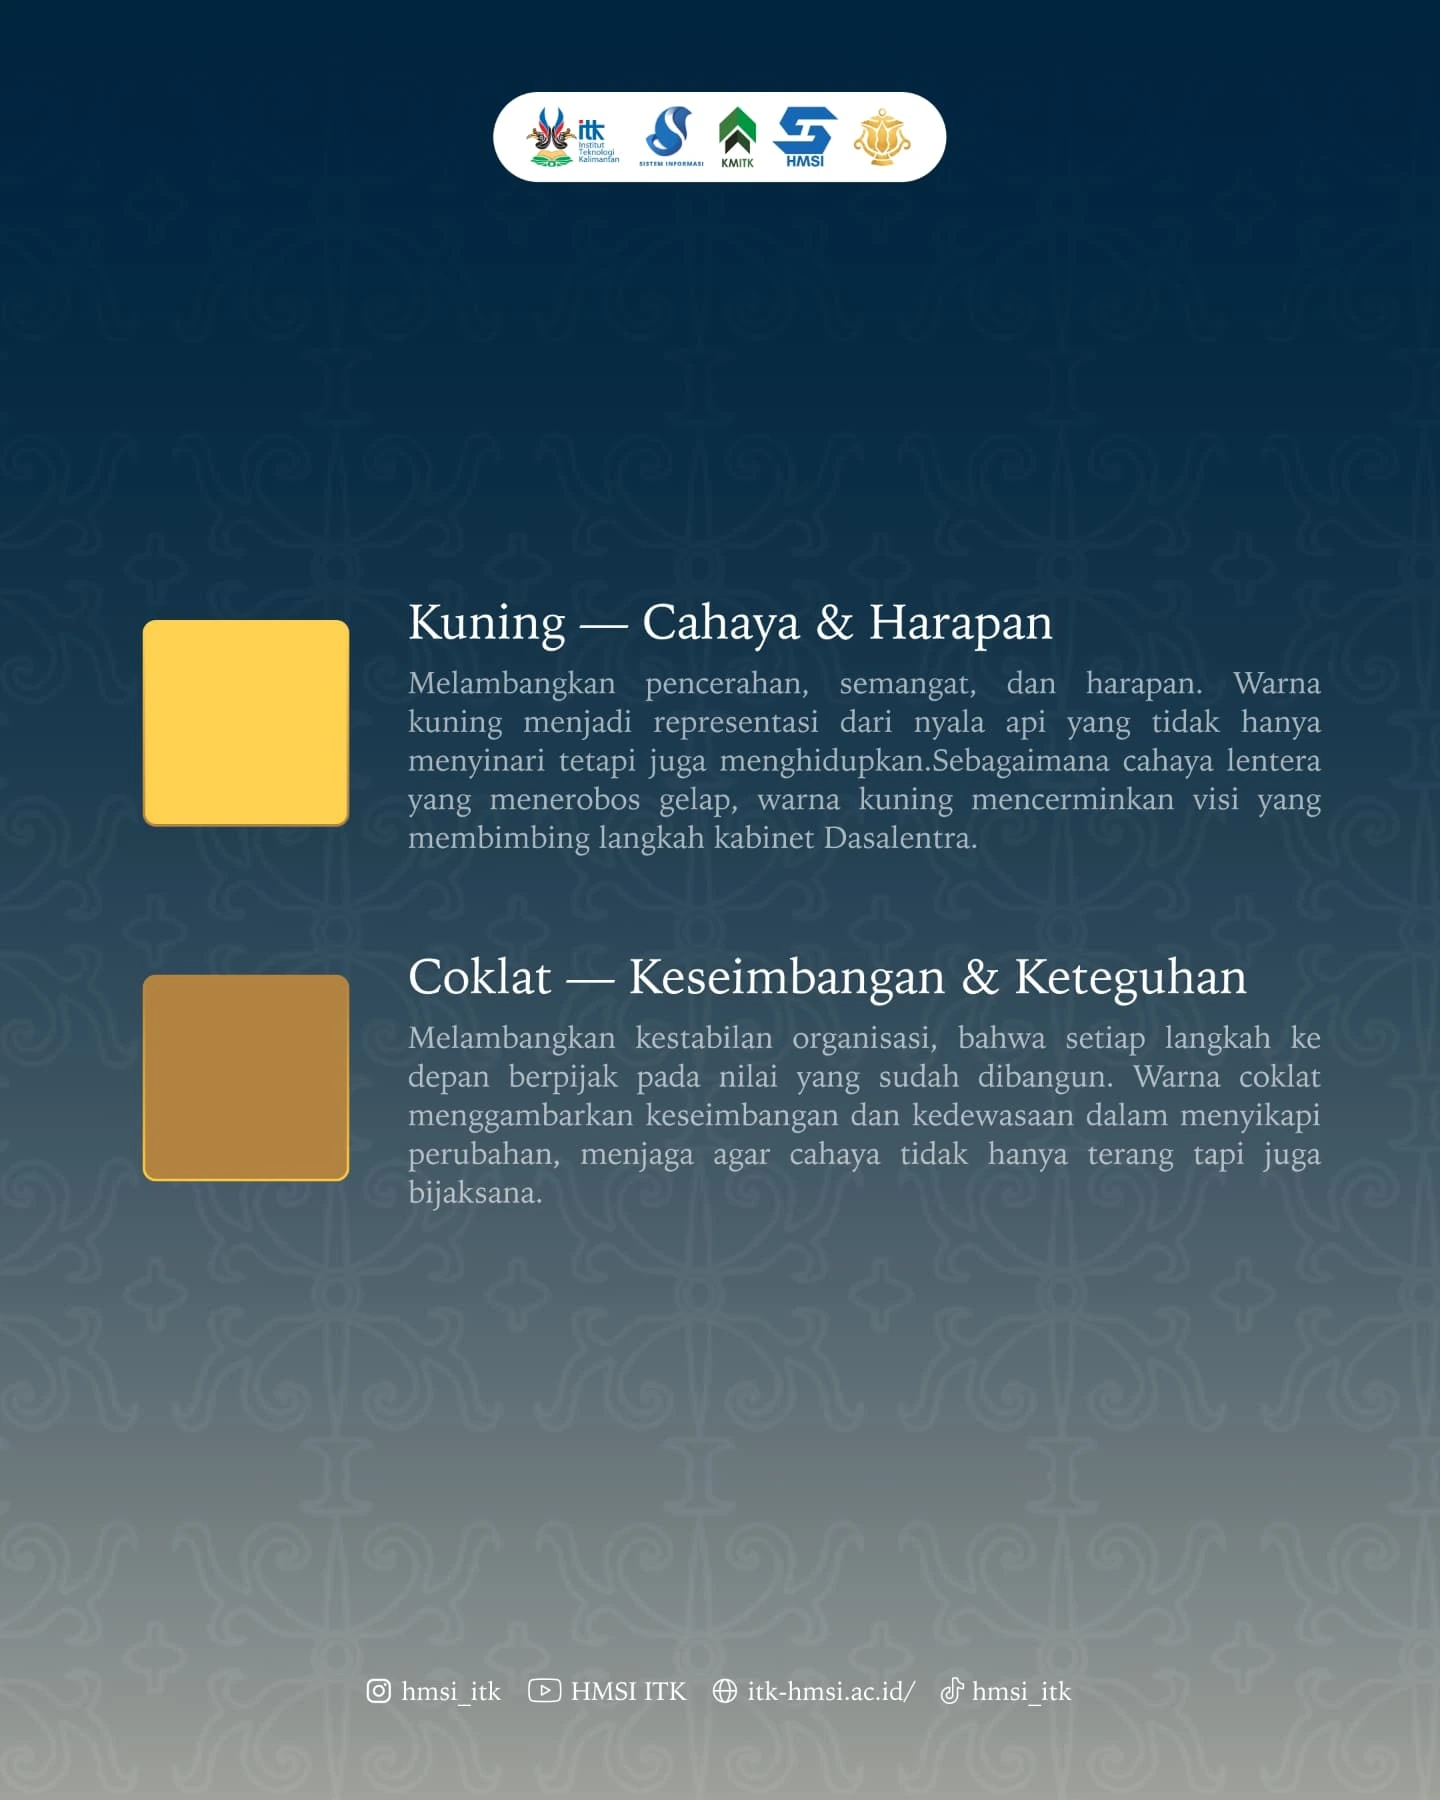 itk
Institut
Teknologi
Kalimantan
SISTEM INFORMASI
KMITK
HMSI
Kuning — Cahaya & Harapan
Melambangkan pencerahan, semangat, dan harapan. Warna
kuning menjadi representasi dari nyala api yang tidak hanya
menyinari tetapi juga menghidupkan.Sebagaimana cahaya lentera
yang menerobos gelap, warna kuning mencerminkan visi yang
membimbing langkah kabinet Dasalentra.
Coklat — Keseimbangan & Keteguhan
Melambangkan kestabilan organisasi, bahwa setiap langkah ke
depan berpijak pada nilai yang sudah dibangun. Warna coklat
menggambarkan keseimbangan dan kedewasaan dalam menyikapi
perubahan, menjaga agar cahaya tidak hanya terang tapi juga
bijaksana.
hmsi_itk HMSI ITK itk-hmsi.ac.id/ hmsi_itk